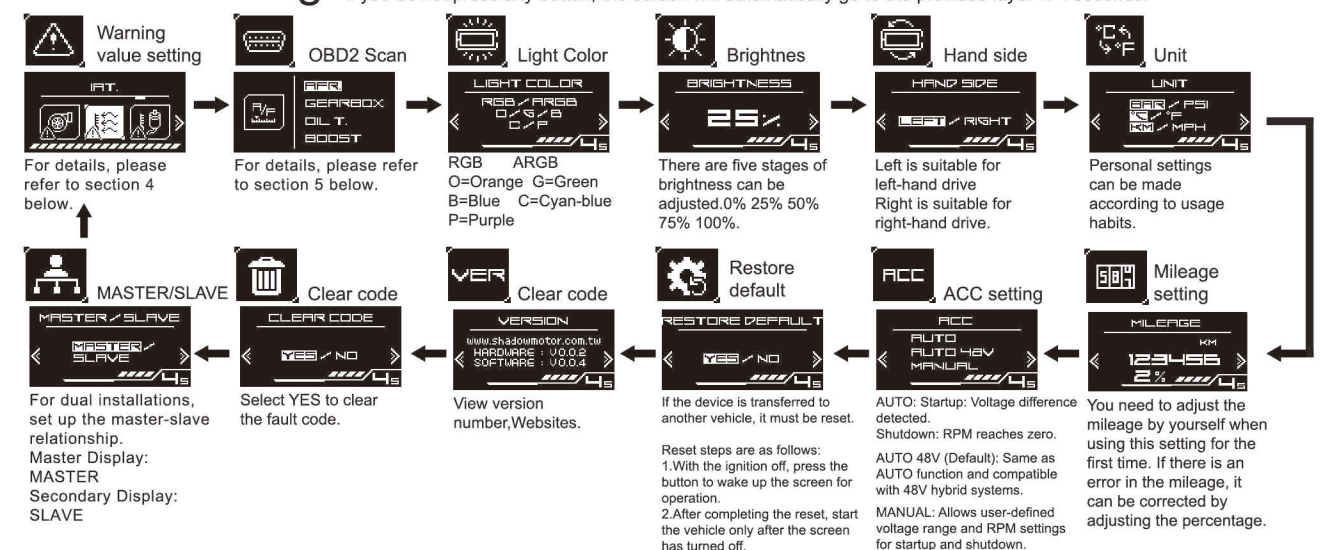 Warning
value setting
IAT.
For details, please
refer to section 4
below.
OBD2 Scan
A/F
AFR
GEARBOX
OIL T.
BOOST
For details, please refer
to section 5 below.
Light Color
LIGHT COLOR
RGB / ARGB
O/G/B
C/P
4s
RGB ARGB
O=Orange G=Green
B=Blue C=Cyan-blue
P=Purple
Brightnes
BRIGHTNESS
25%
4s
There are five stages of
brightness can be
adjusted.0% 25% 50%
75% 100%.
Hand side
HAND SIDE
LEFT / RIGHT
4s
Left is suitable for
left-hand drive
Right is suitable for
right-hand drive.
°C °F
Unit
UNIT
BAR / PSI
°C / °F
KM / MPH
4s
Personal settings
can be made
according to usage
habits.
MASTER/SLAVE
MASTER / SLAVE
MASTER /
SLAVE
4s
For dual installations,
set up the master-slave
relationship.
Master Display:
MASTER
Secondary Display:
SLAVE
Clear code
CLEAR CODE
YES / NO
4s
Select YES to clear
the fault code.
VER
Clear code
VERSION
www.shadowmotor.com.tw
HARDWARE : V0.0.2
SOFTWARE : V0.0.4
4s
View version
number,Websites.
Restore
default
RESTORE DEFAULT
YES / NO
4s
If the device is transferred to
another vehicle, it must be reset.
Reset steps are as follows:
1.With the ignition off, press the
button to wake up the screen for
operation.
2.After completing the reset, start
the vehicle only after the screen
has turned off.
ACC
ACC setting
ACC
AUTO
AUTO 48V
MANUAL
4s
AUTO: Startup: Voltage difference
detected.
Shutdown: RPM reaches zero.
AUTO 48V (Default): Same as
AUTO function and compatible
with 48V hybrid systems.
MANUAL: Allows user-defined
voltage range and RPM settings
for startup and shutdown.
Mileage
setting
MILEAGE
KM
123456
2% 4s
You need to adjust the
mileage by yourself when
using this setting for the
first time. If there is an
error in the mileage, it
can be corrected by
adjusting the percentage.